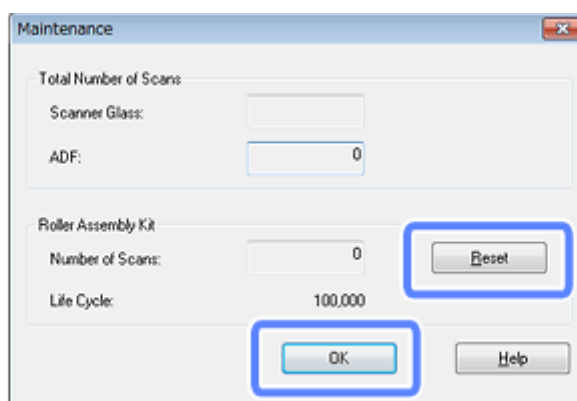 Maintenance
Total Number of Scans
Scanner Glass:
ADF: 0
Roller Assembly Kit
Number of Scans: 0 Reset
Life Cycle: 100,000
OK Help